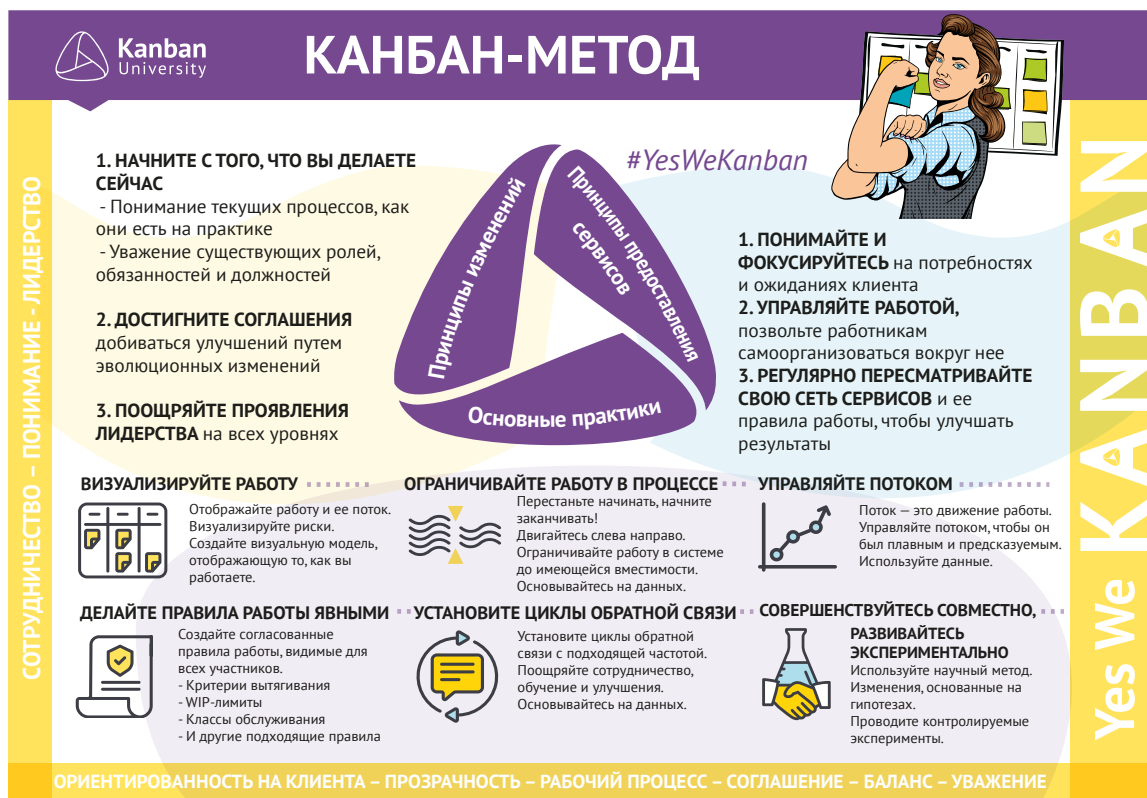 Kanban
University
КАНБАН-МЕТОД
#YesWeKanban
СОТРУДНИЧЕСТВО – ПОНИМАНИЕ - ЛИДЕРСТВО
1. НАЧНИТЕ С ТОГО, ЧТО ВЫ ДЕЛАЕТЕ
СЕЙЧАС
- Понимание текущих процессов, как
они есть на практике
- Уважение существующих ролей,
обязанностей и должностей
2. ДОСТИГНИТЕ СОГЛАШЕНИЯ
добиваться улучшений путем
эволюционных изменений
3. ПООЩРЯЙТЕ ПРОЯВЛЕНИЯ
ЛИДЕРСТВА на всех уровнях
Принципы изменений
Принципы предоставления
сервисов
Основные практики
1. ПОНИМАЙТЕ И
ФОКУСИРУЙТЕСЬ на потребностях
и ожиданиях клиента
2. УПРАВЛЯЙТЕ РАБОТОЙ,
позвольте работникам
самоорганизоваться вокруг нее
3. РЕГУЛЯРНО ПЕРЕСМАТРИВАЙТЕ
СВОЮ СЕТЬ СЕРВИСОВ и ее
правила работы, чтобы улучшать
результаты
Yes We KANBAN
ВИЗУАЛИЗИРУЙТЕ РАБОТУ
Отображайте работу и ее поток.
Визуализируйте риски.
Создайте визуальную модель,
отображающую то, как вы
работаете.
ОГРАНИЧИВАЙТЕ РАБОТУ В ПРОЦЕССЕ
Перестаньте начинать, начните
заканчивать!
Двигайтесь слева направо.
Ограничивайте работу в системе
до имеющейся вместимости.
Основывайтесь на данных.
УПРАВЛЯЙТЕ ПОТОКОМ
Поток — это движение работы.
Управляйте потоком, чтобы он
был плавным и предсказуемым.
Используйте данные.
ДЕЛАЙТЕ ПРАВИЛА РАБОТЫ ЯВНЫМИ
Создайте согласованные
правила работы, видимые для
всех участников.
- Критерии вытягивания
- WIP-лимиты
- Классы обслуживания
- И другие подходящие правила
УСТАНОВИТЕ ЦИКЛЫ ОБРАТНОЙ СВЯЗИ
Установите циклы обратной
связи с подходящей частотой.
Поощряйте сотрудничество,
обучение и улучшения.
Основывайтесь на данных.
СОВЕРШЕНСТВУЙТЕСЬ СОВМЕСТНО,
РАЗВИВАЙТЕСЬ
ЭКСПЕРИМЕНТАЛЬНО
Используйте научный метод.
Изменения, основанные на
гипотезах.
Проводите контролируемые
эксперименты.
ОРИЕНТИРОВАННОСТЬ НА КЛИЕНТА – ПРОЗРАЧНОСТЬ – РАБОЧИЙ ПРОЦЕСС – СОГЛАШЕНИЕ – БАЛАНС – УВАЖЕНИЕ